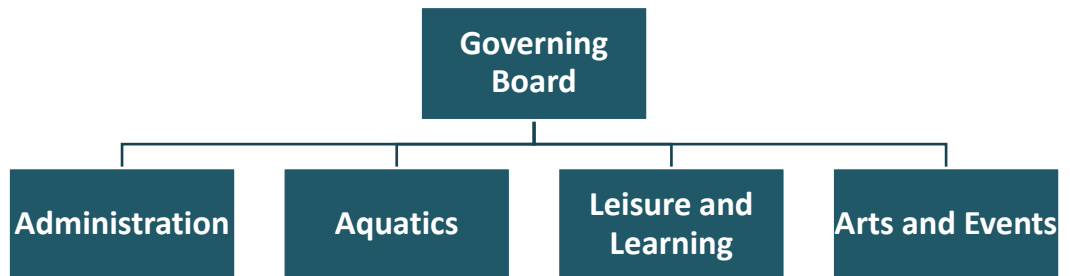 Governing
Board
Administration
Aquatics
Leisure and
Learning
Arts and Events